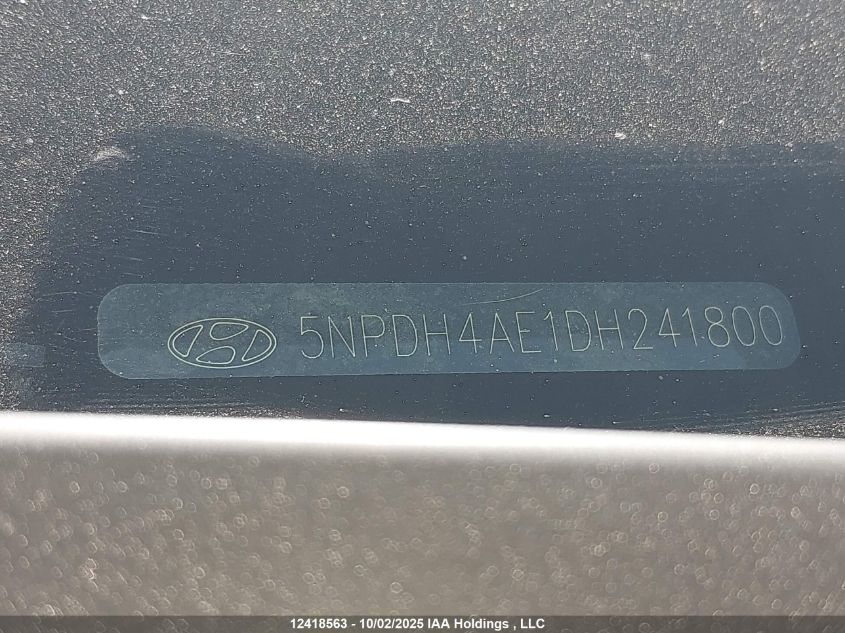 5NPDH4AE1DH241800
12418563 - 10/02/2025 IAA Holdings , LLC